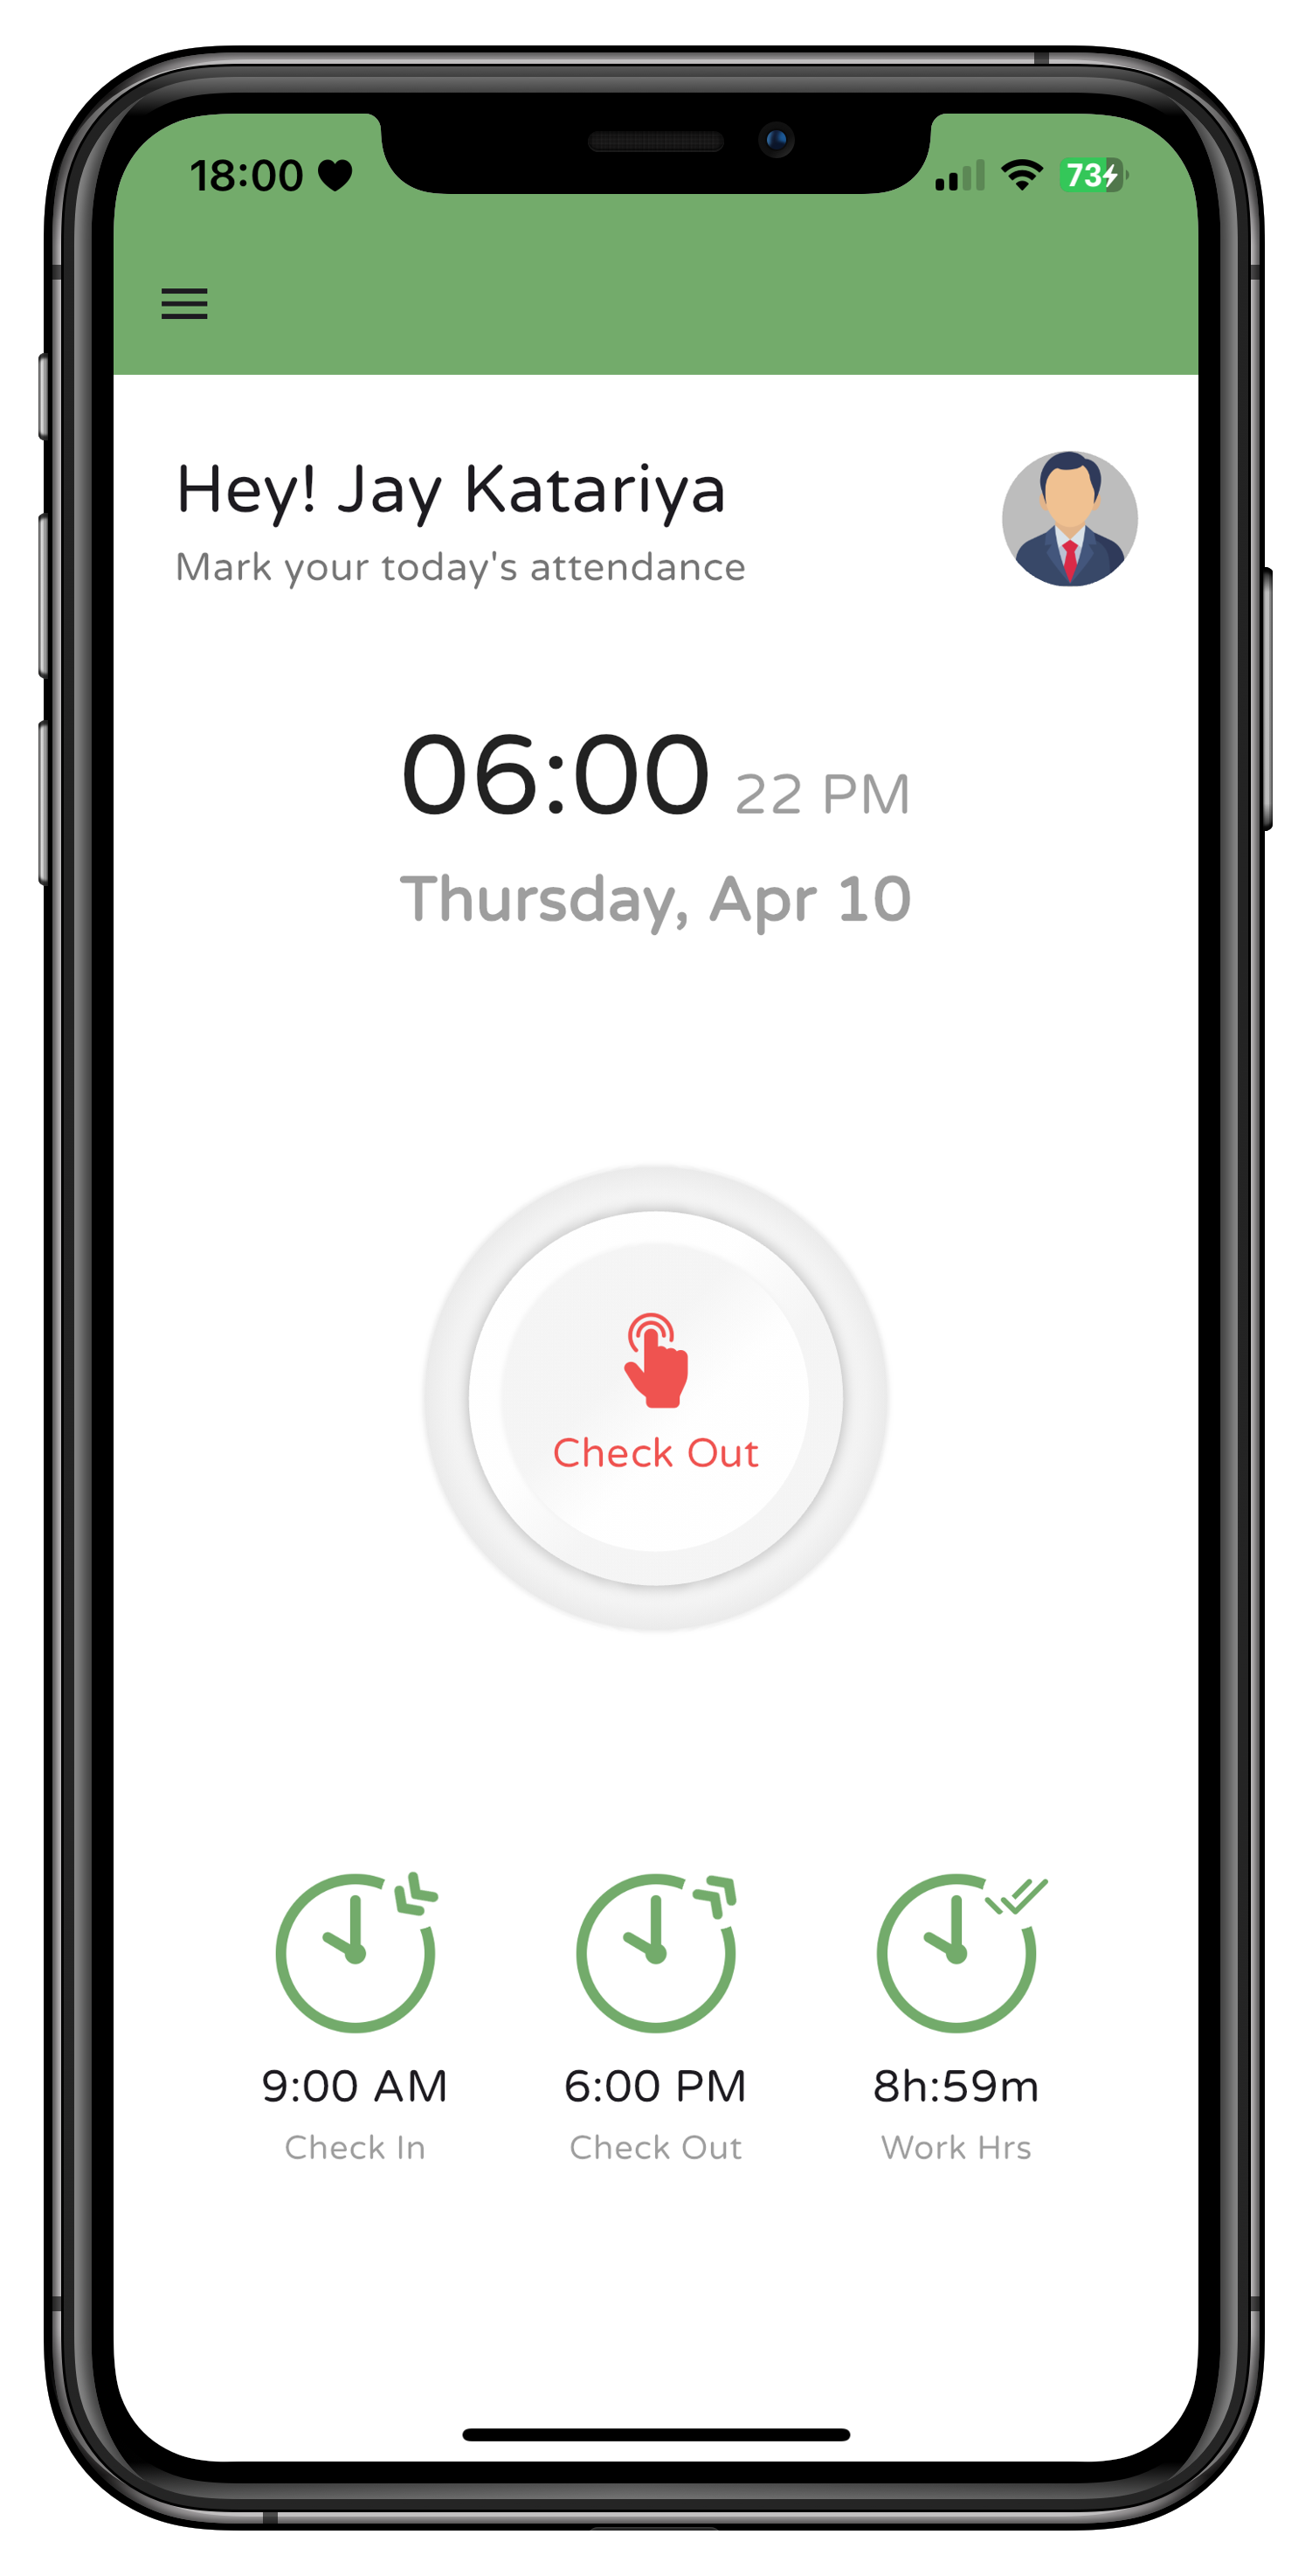 18:00
73
Hey! Jay Katariya
Mark your today's attendance
06:00 22 PM
Thursday, Apr 10
Check Out
9:00 AM 6:00 PM 8h:59m
Check In Check Out Work Hrs